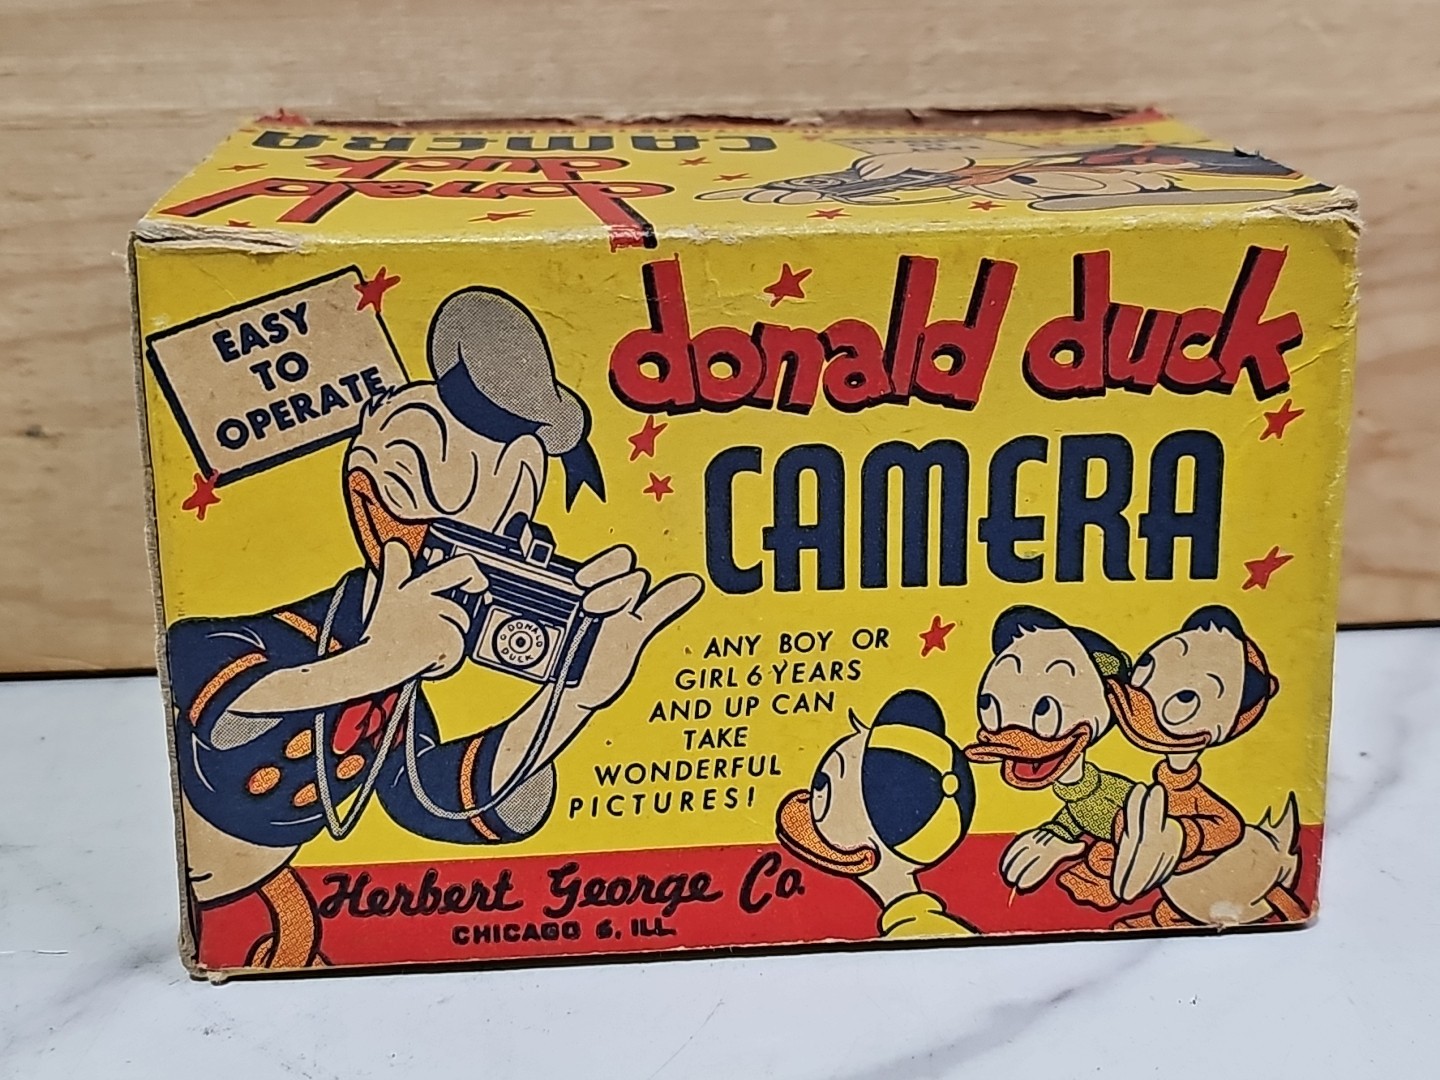 donald duck
CAMERA
EASY
TO
OPERATE
donald duck
CAMERA
DONALD
DUCK
ANY BOY OR
GIRL 6 YEARS
AND UP CAN
TAKE
WONDERFUL
PICTURES!
Herbert George Co.
CHICAGO 6, ILL.